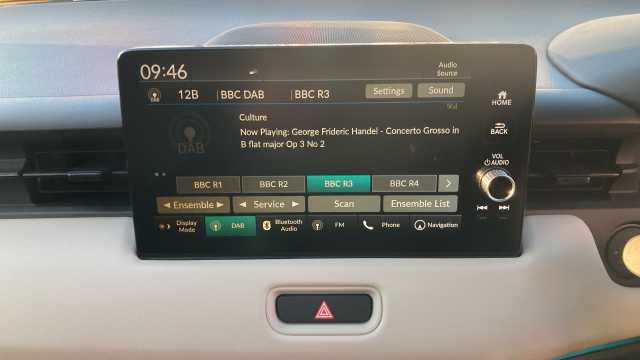 09:46
Audio
Source
DAB 12B BBC DAB BBC R3 Settings Sound
Culture
Now Playing: George Frideric Handel - Concerto Grosso in
B flat major Op 3 No 2
DAB
HOME
BACK
VOL
AUDIO
BBC R1 BBC R2 BBC R3 BBC R4
Ensemble Service Scan Ensemble List
Display
Mode
DAB
Bluetooth
Audio
FM
Phone
Navigation